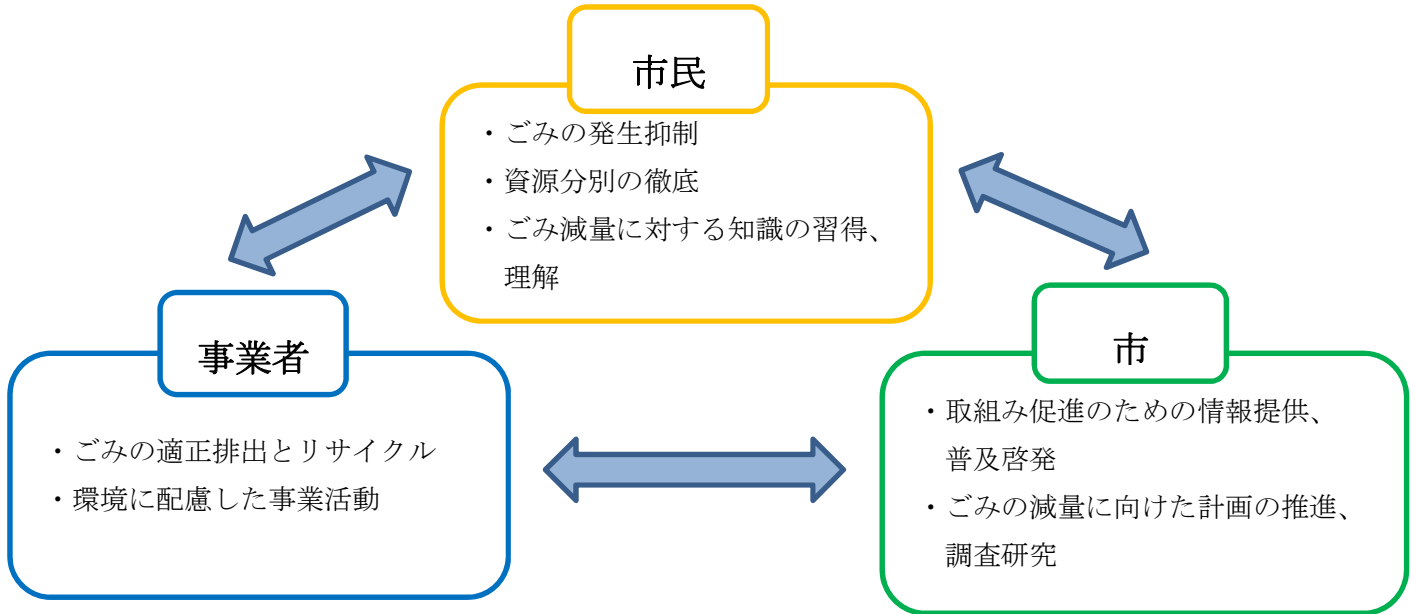 市民
・ごみの発生抑制
・資源分別の徹底
・ごみ減量に対する知識の習得、
理解
事業者
・ごみの適正排出とリサイクル
・環境に配慮した事業活動
市
・取組み促進のための情報提供、
普及啓発
・ごみの減量に向けた計画の推進、
調査研究